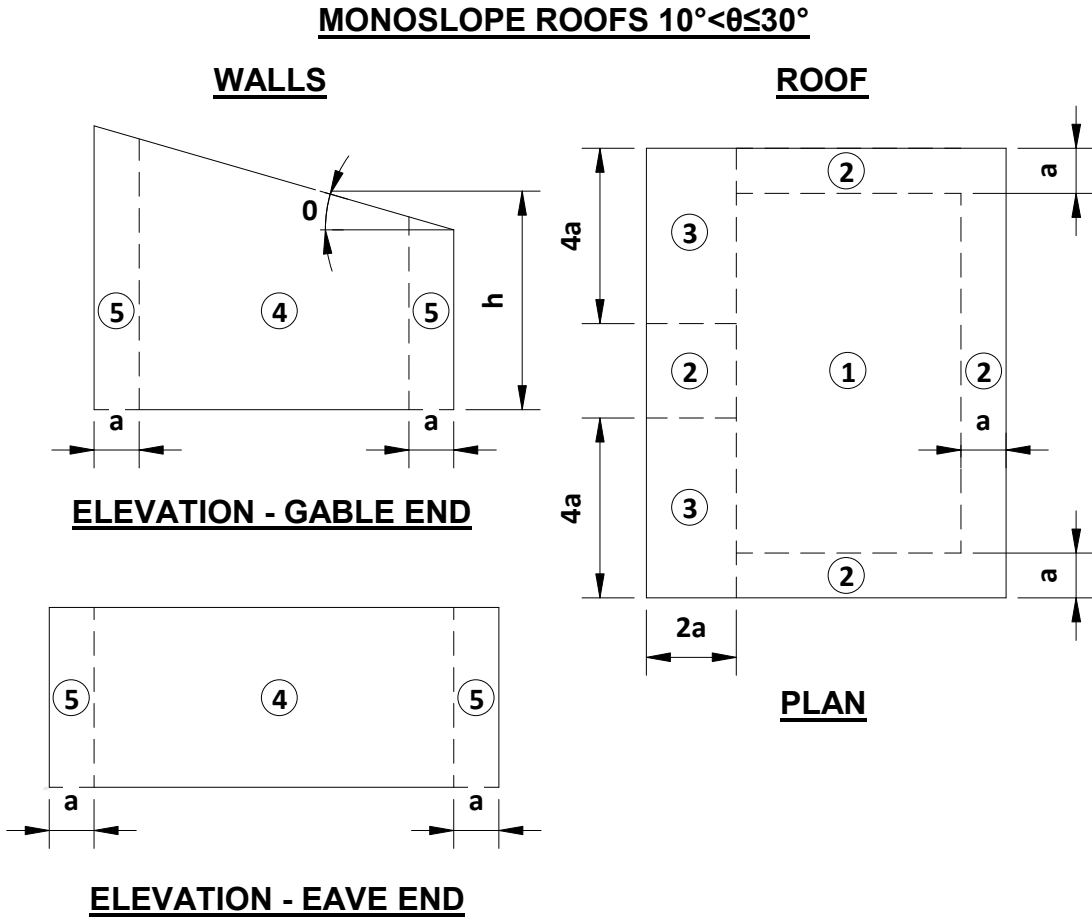 MONOSLOPE ROOFS 10°<θ≤30°
WALLS
0
5
4
5
h
a
a
ELEVATION - GABLE END
5
4
5
a
a
ELEVATION - EAVE END
ROOF
2
a
4a
3
2
1
2
a
4a
3
2
a
2a
PLAN